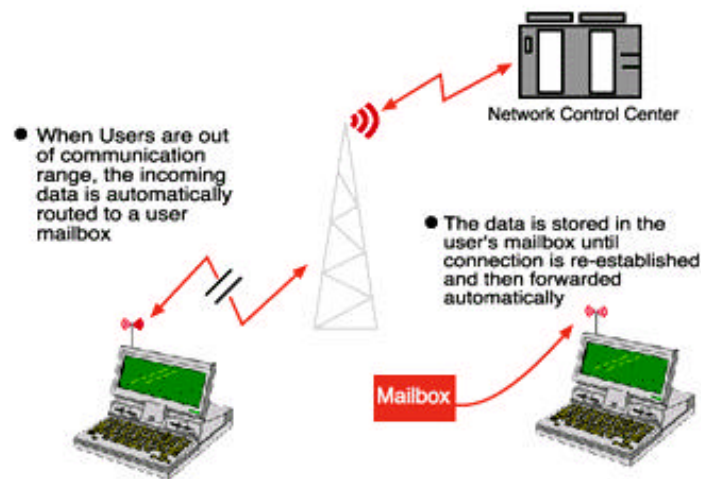 Network Control Center
● When Users are out
of communication
range, the incoming
data is automatically
routed to a user
mailbox
● The data is stored in the
user's mailbox until
connection is re-established
and then forwarded
automatically
Mailbox